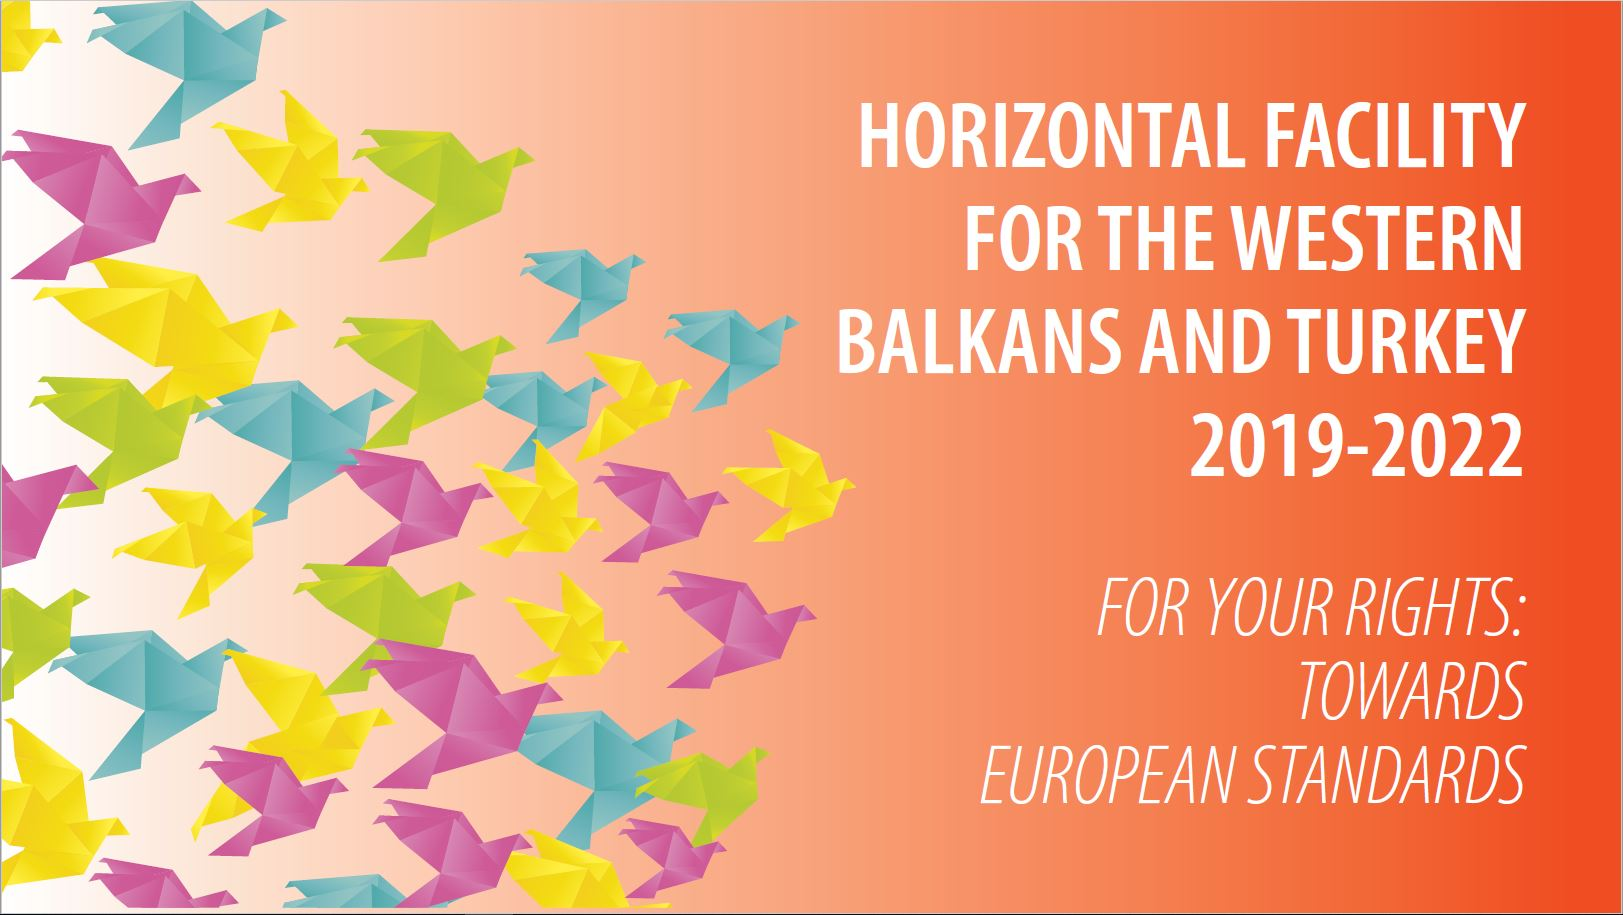 HORIZONTAL FACILITY
FOR THE WESTERN
BALKANS AND TURKEY
2019-2022
FOR YOUR RIGHTS:
TOWARDS
EUROPEAN STANDARDS